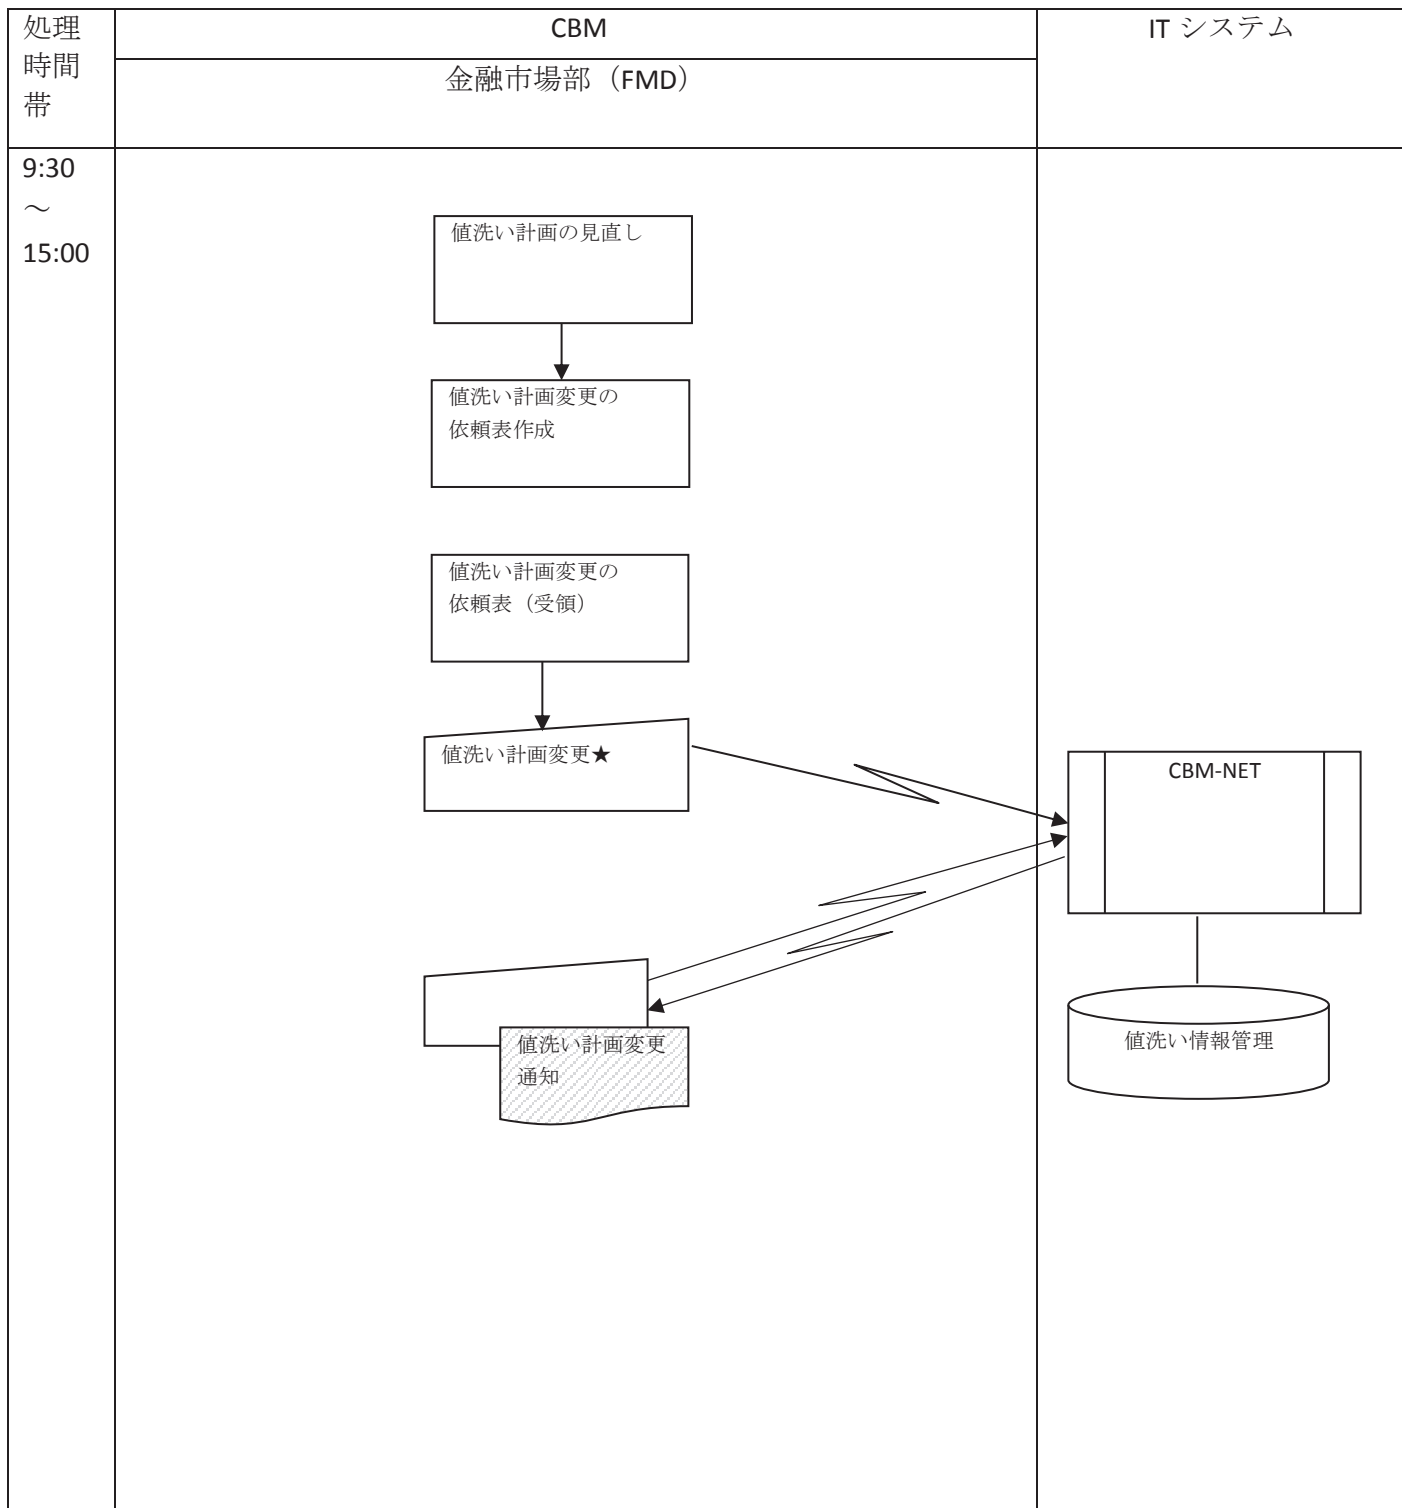 処理
時間
帯
CBM
IT システム
金融市場部（FMD）
9:30
～
15:00
値洗い計画の見直し
値洗い計画変更の
依頼表作成
値洗い計画変更の
依頼表（受領）
値洗い計画変更★
CBM-NET
値洗い計画変更
通知
値洗い情報管理